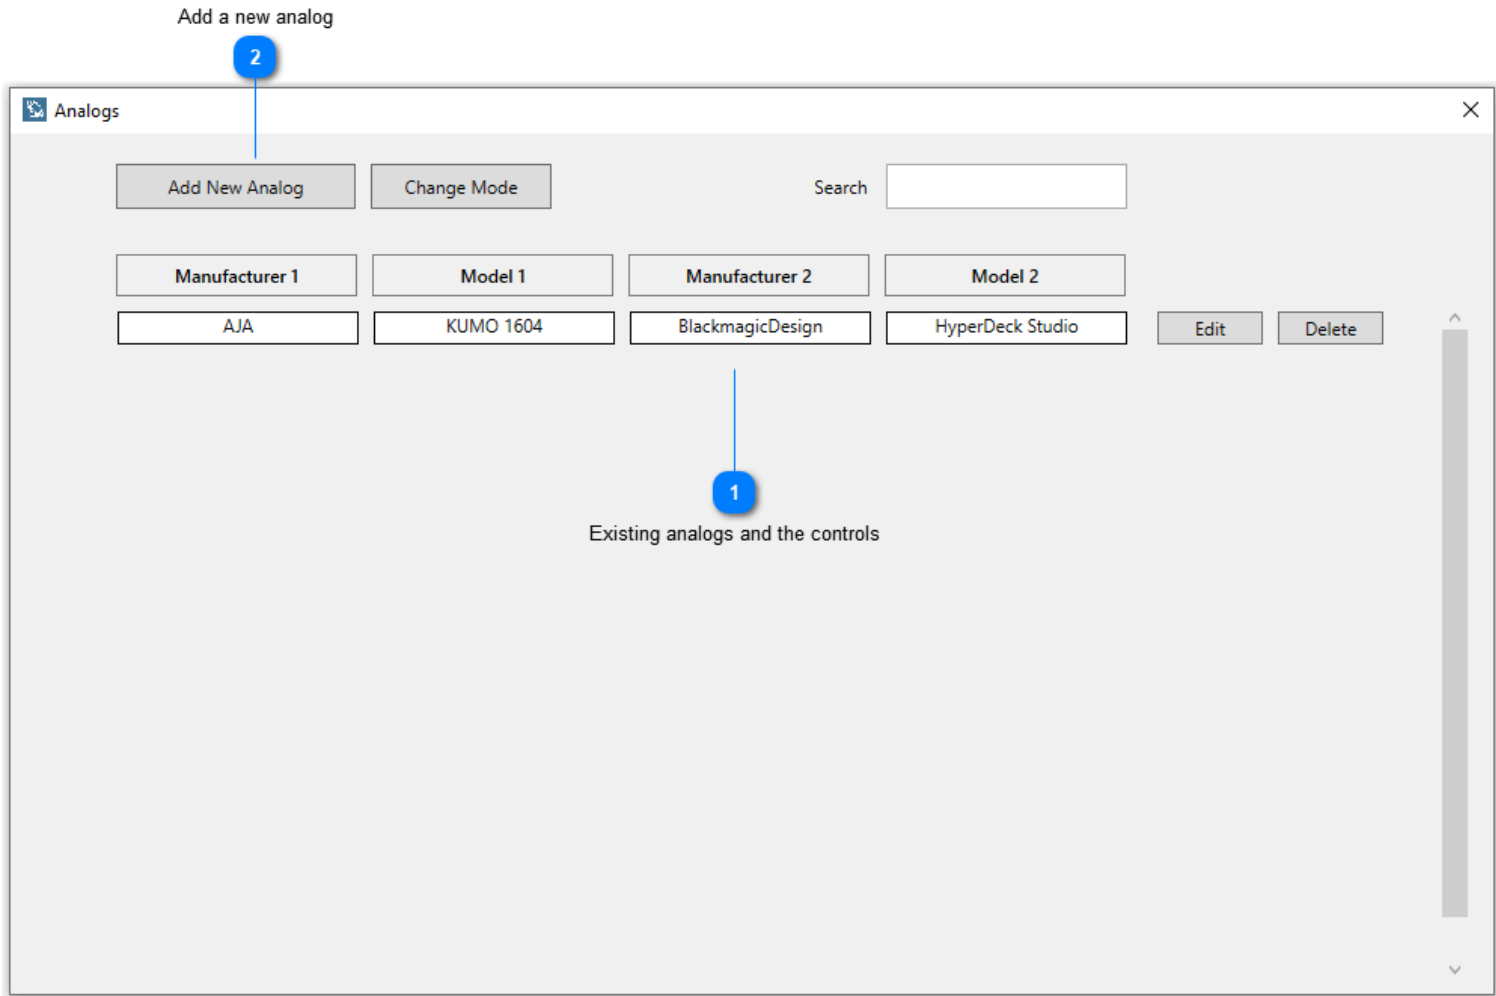 Add a new analog
2
Analogs
Add New Analog Change Mode Search
Manufacturer 1 Model 1 Manufacturer 2 Model 2
AJA KUMO 1604 BlackmagicDesign HyperDeck Studio Edit Delete
1
Existing analogs and the controls